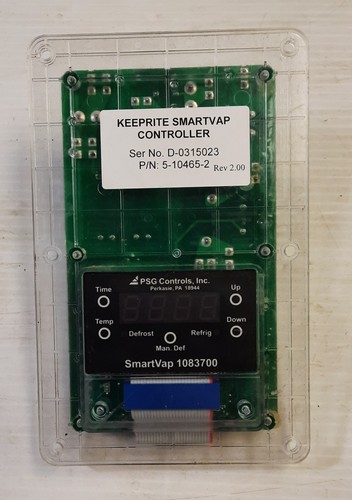 KEEPRITE SMARTVAP
CONTROLLER
Ser No. D-0315023
P/N: 5-10465-2 Rev 2.00
PSG Controls, Inc.
Perkasie, PA 18944
Time
Up
Temp
Down
Defrost
Refrig
Man. Def
SmartVap 1083700